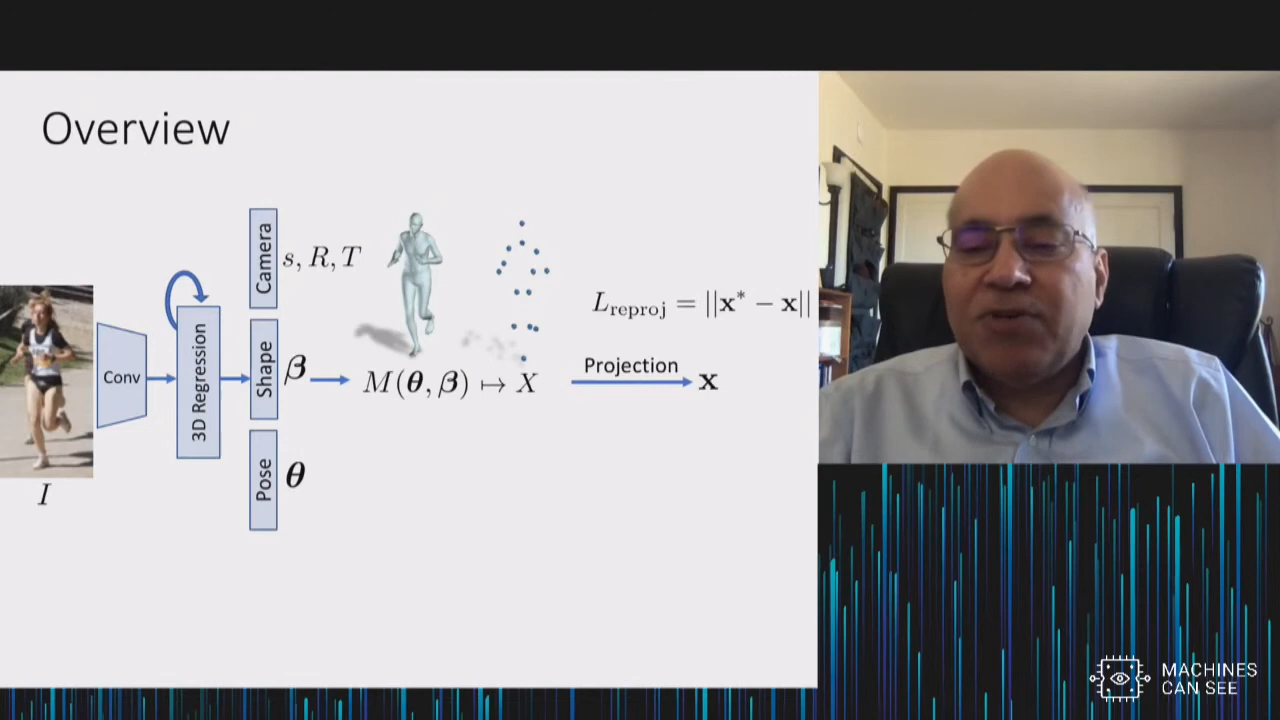 Overview
Camera
s, R, T
L_reproj = ||x* − x||
Conv
3D Regression
Shape
β
M(θ, β) ↦ X
Projection
x
Pose
θ
I
MACHINES
CAN SEE